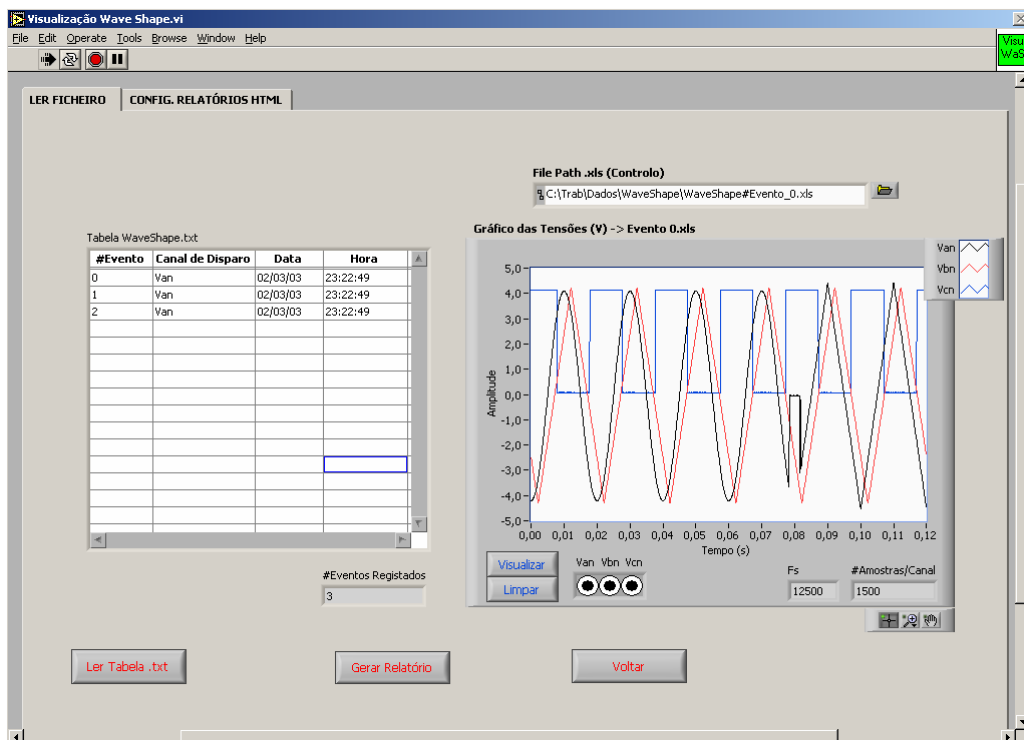 Visualização Wave Shape.vi
File Edit Operate Tools Browse Window Help
Visu
WaS
LER FICHEIRO CONFIG. RELATÓRIOS HTML
File Path .xls (Controlo)
C:\Trab\Dados\WaveShape\WaveShape#Evento_0.xls
Gráfico das Tensões (V) -> Evento 0.xls
Tabela WaveShape.txt
#Evento Canal de Disparo Data Hora
0 Van 02/03/03 23:22:49
1 Van 02/03/03 23:22:49
2 Van 02/03/03 23:22:49
#Eventos Registados
3
Van
Vbn
Vcn
Amplitude
5,0
4,0
3,0
2,0
1,0
0,0
-1,0
-2,0
-3,0
-4,0
-5,0
0,00 0,01 0,02 0,03 0,04 0,05 0,06 0,07 0,08 0,09 0,10 0,11 0,12
Tempo (s)
Visualizar
Limpar
Van Vbn Vcn
Fs
12500
#Amostras/Canal
1500
Ler Tabela .txt
Gerar Relatório
Voltar